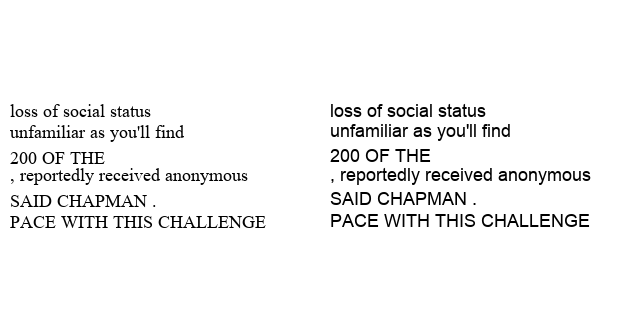 loss of social status
unfamiliar as you'll find
200 OF THE
, reportedly received anonymous
SAID CHAPMAN .
PACE WITH THIS CHALLENGE
loss of social status
unfamiliar as you'll find
200 OF THE
, reportedly received anonymous
SAID CHAPMAN .
PACE WITH THIS CHALLENGE